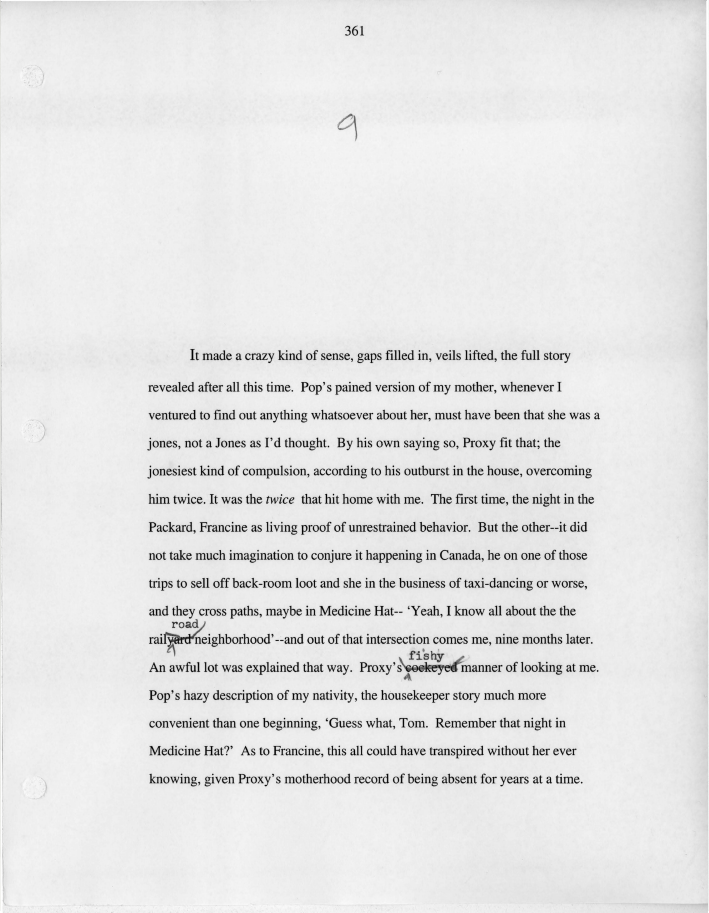 361
9
It made a crazy kind of sense, gaps filled in, veils lifted, the full story
revealed after all this time. Pop's pained version of my mother, whenever I
ventured to find out anything whatsoever about her, must have been that she was a
jones, not a Jones as I'd thought. By his own saying so, Proxy fit that; the
jonesiest kind of compulsion, according to his outburst in the house, overcoming
him twice. It was the twice that hit home with me. The first time, the night in the
Packard, Francine as living proof of unrestrained behavior. But the other--it did
not take much imagination to conjure it happening in Canada, he on one of those
trips to sell off back-room loot and she in the business of taxi-dancing or worse,
and they cross paths, maybe in Medicine Hat-- 'Yeah, I know all about the the
road
railyard neighborhood'--and out of that intersection comes me, nine months later.
fishy
An awful lot was explained that way. Proxy's cockeyed manner of looking at me.
Pop's hazy description of my nativity, the housekeeper story much more
convenient than one beginning, 'Guess what, Tom. Remember that night in
Medicine Hat?' As to Francine, this all could have transpired without her ever
knowing, given Proxy's motherhood record of being absent for years at a time.